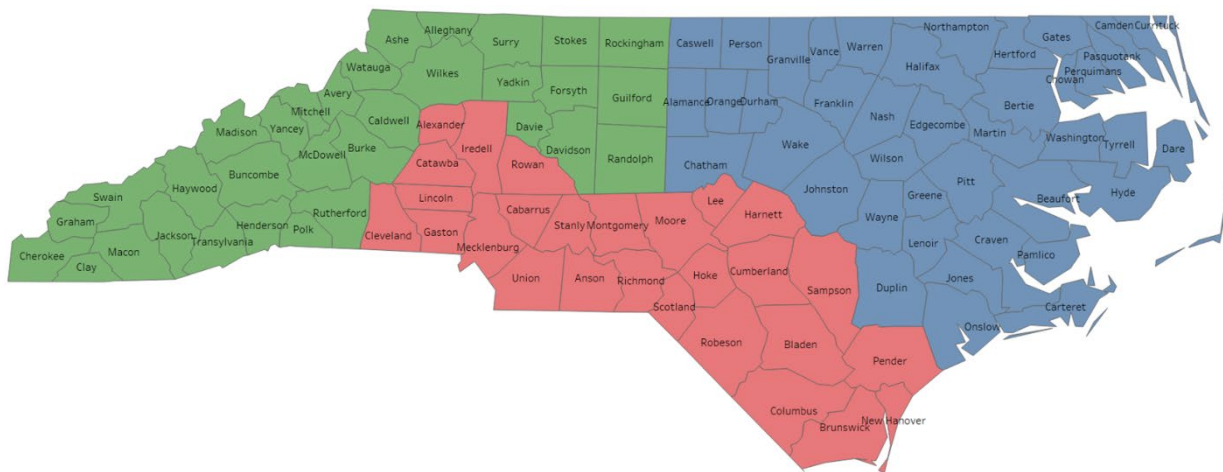 Northampton
Camden
Currituck
Alleghany
Gates
Ashe
Surry
Stokes
Rockingham
Caswell
Person
Vance
Warren
Hertford
Granville
Pasquotank
Watauga
Wilkes
Halifax
Perquimans
Chowan
Yadkin
Avery
Forsyth
Guilford
Alamance
Orange
Durham
Franklin
Bertie
Mitchell
Caldwell
Alexander
Nash
Edgecombe
Madison
Yancey
Davie
Martin
Washington
Tyrrell
Burke
Iredell
Wake
Dare
McDowell
Catawba
Rowan
Davidson
Randolph
Chatham
Wilson
Buncombe
Haywood
Pitt
Swain
Lincoln
Johnston
Greene
Beaufort
Hyde
Rutherford
Cabarrus
Lee
Graham
Henderson
Polk
Gaston
Stanly
Montgomery
Moore
Harnett
Wayne
Jackson
Transylvania
Cleveland
Mecklenburg
Lenoir
Craven
Macon
Cherokee
Clay
Pamlico
Union
Anson
Richmond
Hoke
Cumberland
Sampson
Duplin
Jones
Scotland
Carteret
Onslow
Robeson
Bladen
Pender
Columbus
New Hanover
Brunswick